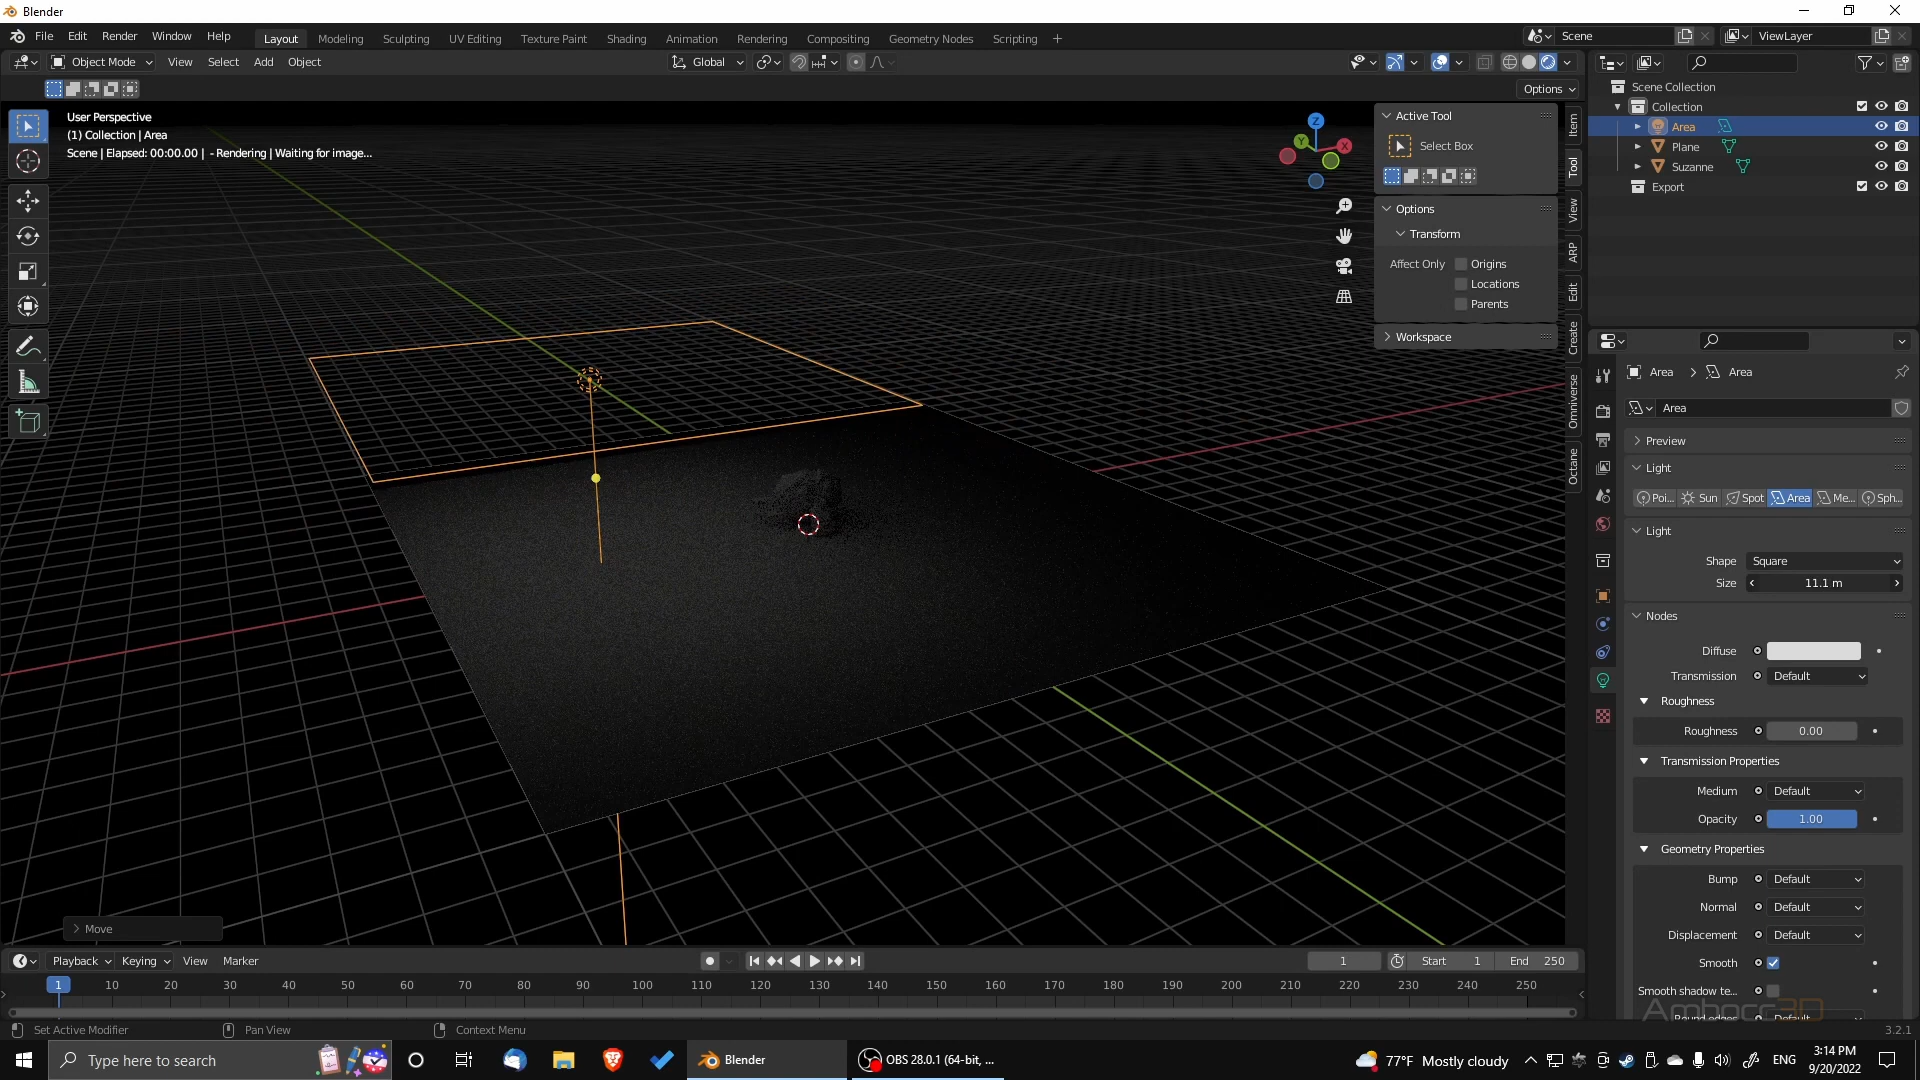 Blender
File Edit Render Window Help Layout Modeling Sculpting UV Editing Texture Paint Shading Animation Rendering Compositing Geometry Nodes Scripting + Scene ViewLayer
Object Mode View Select Add Object Global
Options
User Perspective
(1) Collection | Area
Scene | Elapsed: 00:00.00 | - Rendering | Waiting for image...
Z
Y
X
Active Tool
Select Box
Options
Transform
Affect Only Origins
Locations
Parents
Workspace
Item
Tool
View
ARP
Edit
Create
Omniverse
Octane
Scene Collection
Collection
Area
Plane
Suzanne
Export
Area > Area
Area
Preview
Light
Poi... Sun Spot Area Me... Sph...
Light
Shape Square
Size 11.1 m
Nodes
Diffuse
Transmission Default
Roughness
Roughness 0.00
Transmission Properties
Medium Default
Opacity 1.00
Geometry Properties
Bump Default
Normal Default
Displacement Default
Smooth
Smooth shadow te...
Round edges Default
Ambocc3D
Move
Playback Keying View Marker 1 Start 1 End 250
1 10 20 30 40 50 60 70 80 90 100 110 120 130 140 150 160 170 180 190 200 210 220 230 240 250
Set Active Modifier Pan View Context Menu 3.2.1
Type here to search Blender OBS 28.0.1 (64-bit, ... 77°F Mostly cloudy ENG 3:14 PM
9/20/2022